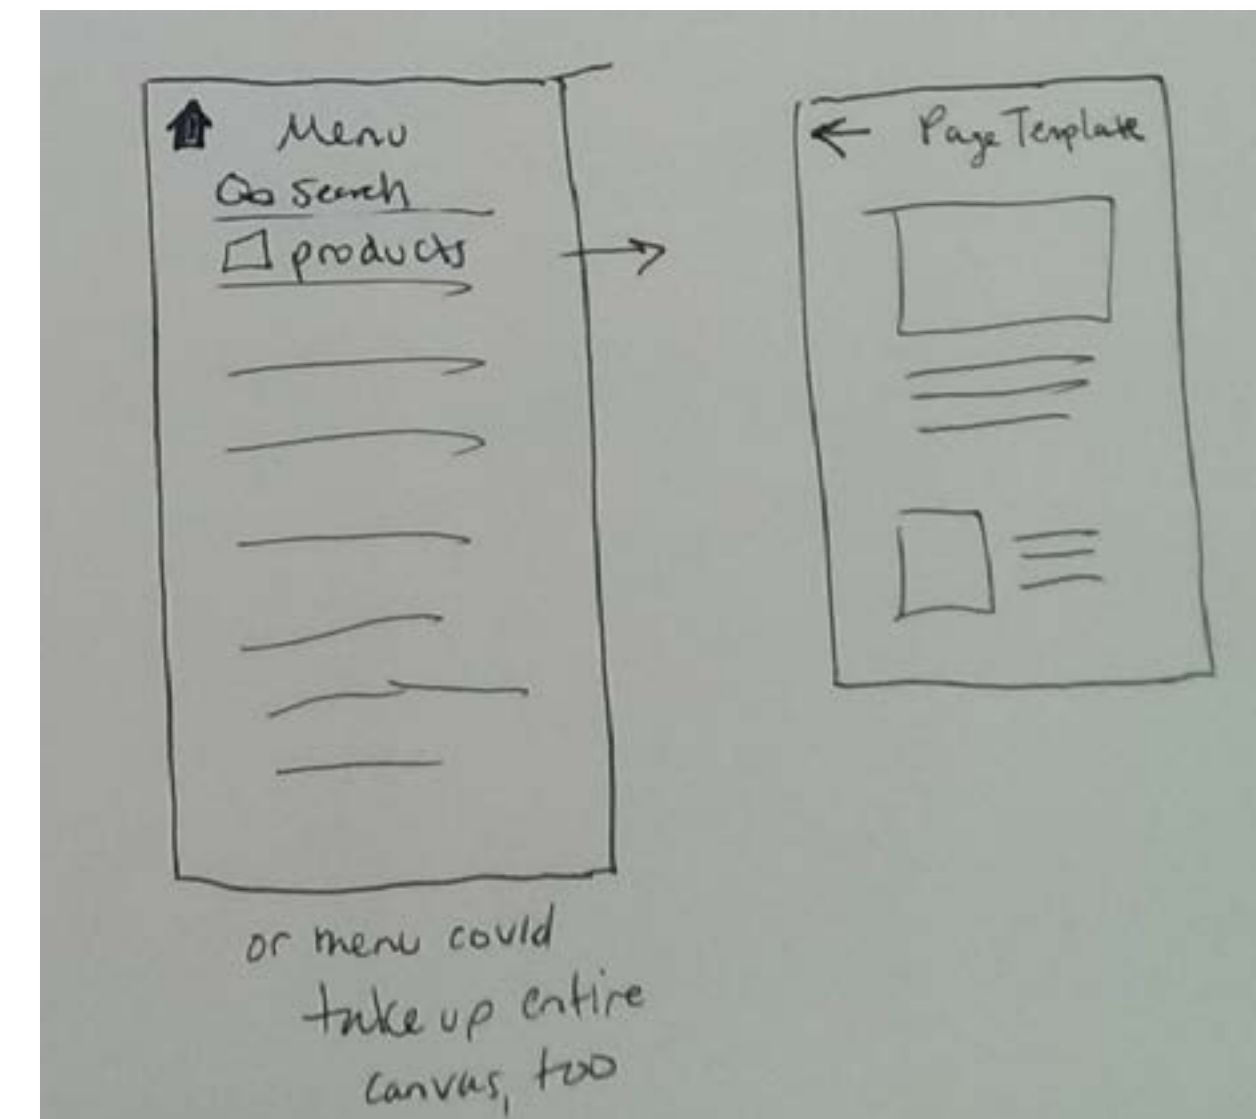 Menu
search
products
Page Template
or menu could
take up entire
canvas, too